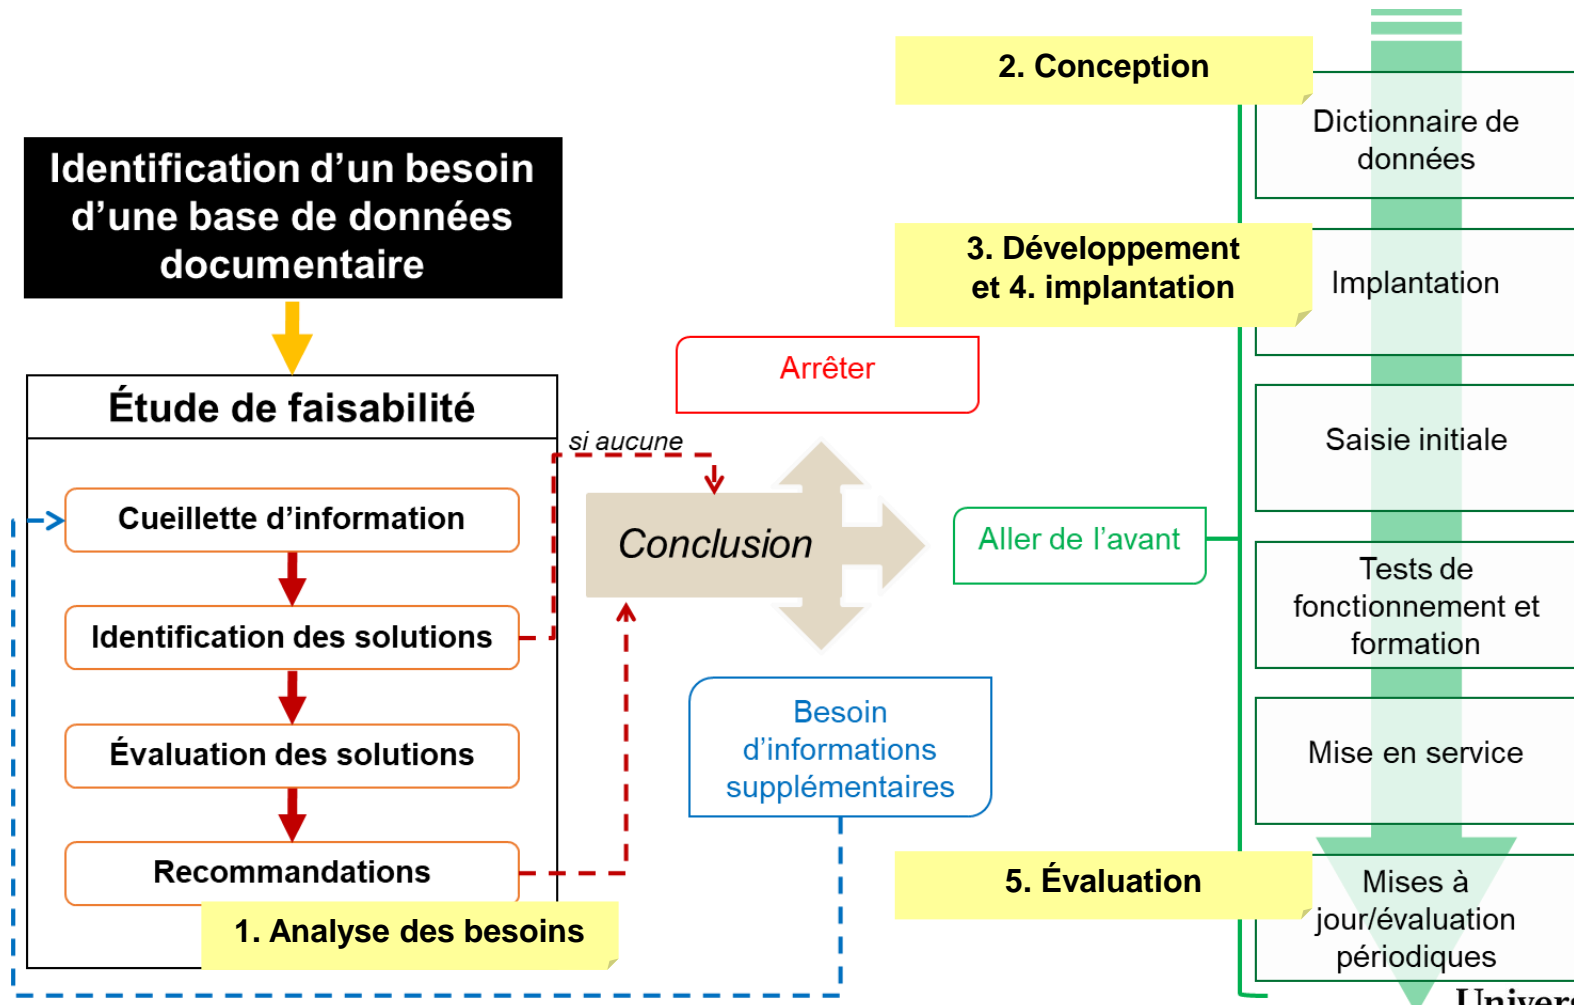 Identification d’un besoin
d’une base de données
documentaire
Étude de faisabilité
Cueillette d’information
Identification des solutions
Évaluation des solutions
Recommandations
1. Analyse des besoins
si aucune
Conclusion
Arrêter
Aller de l’avant
Besoin
d’informations
supplémentaires
2. Conception
Dictionnaire de
données
3. Développement
et 4. implantation
Implantation
Saisie initiale
Tests de
fonctionnement et
formation
Mise en service
5. Évaluation
Mises à
jour/évaluation
périodiques
Univers